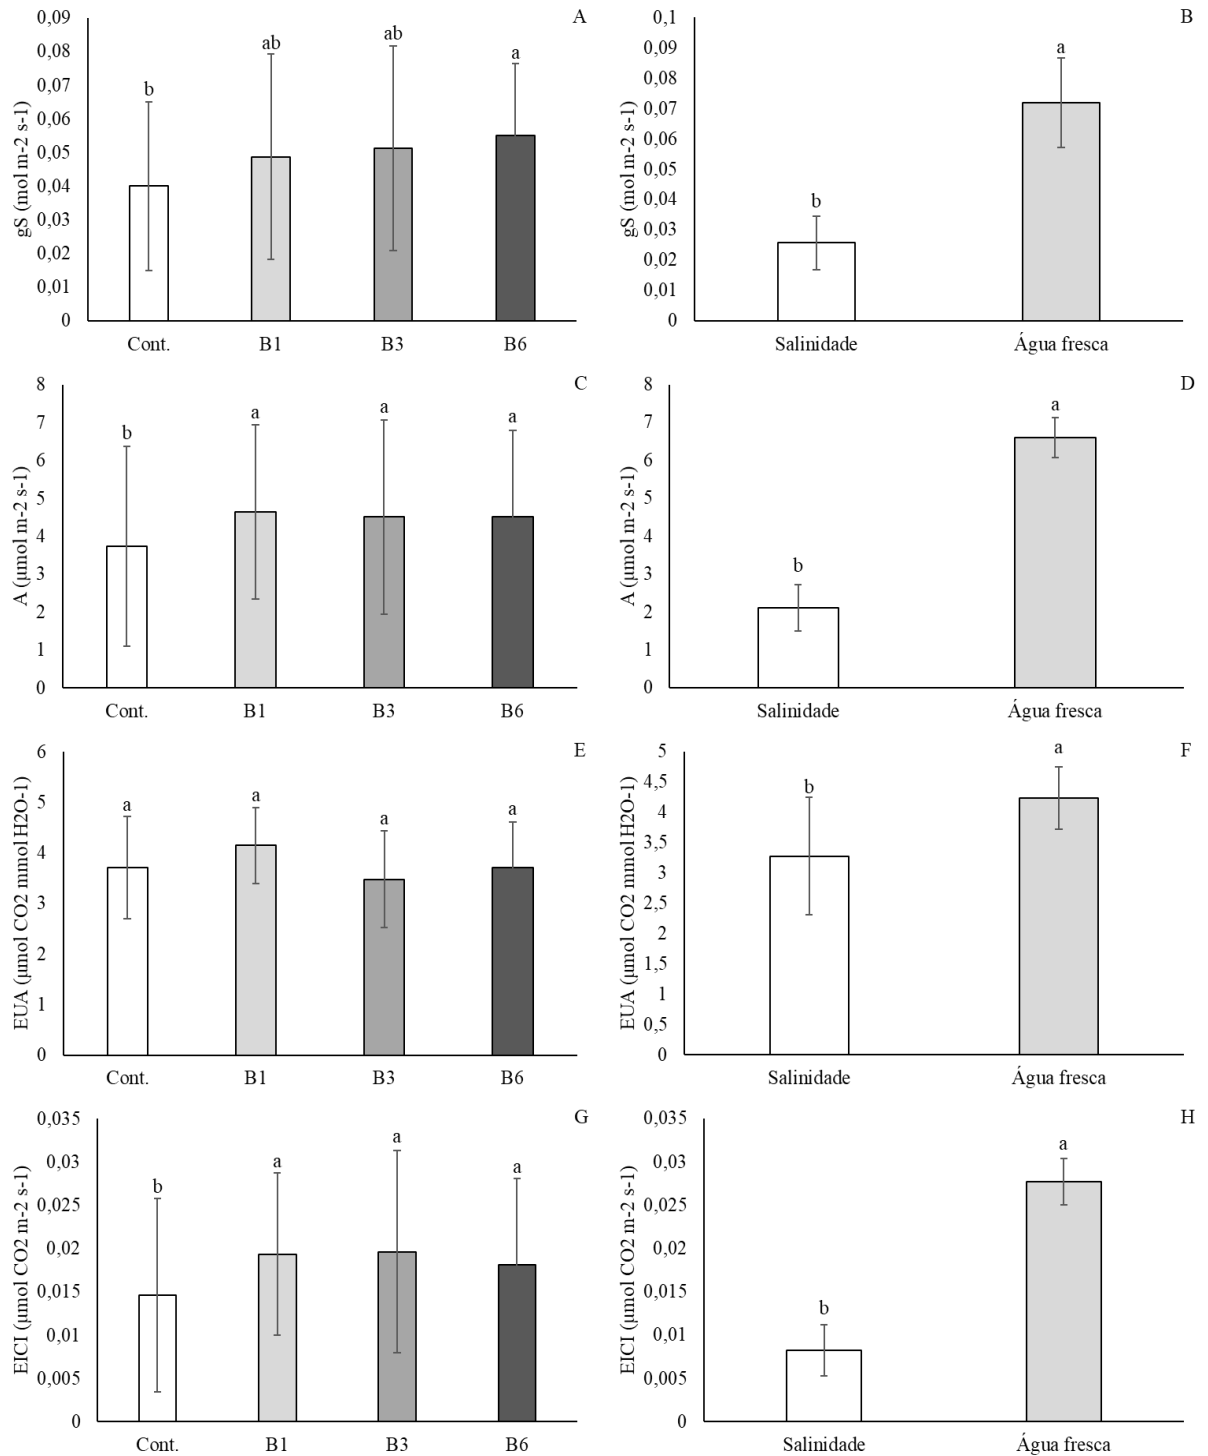 A
gS (mol m-2 s-1)
0,09
0,08
0,07
0,06
0,05
0,04
0,03
0,02
0,01
0
b
ab
ab
a
Cont. B1 B3 B6
B
gS (mol m-2 s-1)
0,1
0,09
0,08
0,07
0,06
0,05
0,04
0,03
0,02
0,01
0
b
a
Salinidade Água fresca
C
A (µmol m-2 s-1)
8
7
6
5
4
3
2
1
0
b
a
a
a
Cont. B1 B3 B6
D
A (µmol m-2 s-1)
8
7
6
5
4
3
2
1
0
b
a
Salinidade Água fresca
E
EUA (µmol CO2 mmol H2O-1)
6
5
4
3
2
1
0
a
a
a
a
Cont. B1 B3 B6
F
EUA (µmol CO2 mmol H2O-1)
5
4,5
4
3,5
3
2,5
2
1,5
1
0,5
0
b
a
Salinidade Água fresca
G
EICI (µmol CO2 m-2 s-1)
0,035
0,03
0,025
0,02
0,015
0,01
0,005
0
b
a
a
a
Cont. B1 B3 B6
H
EICI (µmol CO2 m-2 s-1)
0,035
0,03
0,025
0,02
0,015
0,01
0,005
0
b
a
Salinidade Água fresca